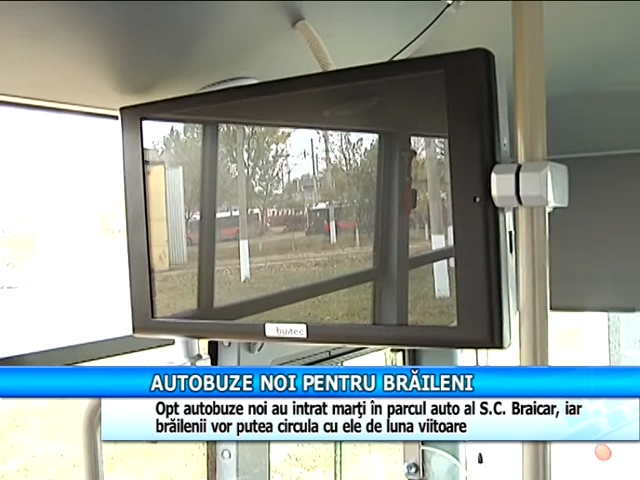 buitec
AUTOBUZE NOI PENTRU BRĂILENI
Opt autobuze noi au intrat marți în parcul auto al S.C. Braicar, iar
brăilenii vor putea circula cu ele de luna viitoare